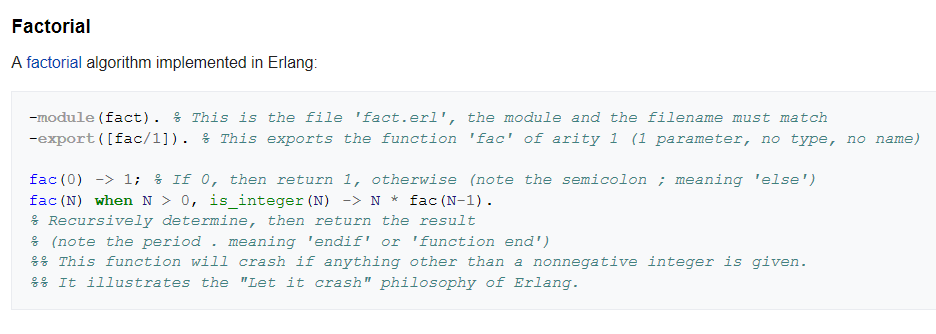 Factorial
A factorial algorithm implemented in Erlang:
-module(fact). % This is the file 'fact.erl', the module and the filename must match
-export([fac/1]). % This exports the function 'fac' of arity 1 (1 parameter, no type, no name)
fac(0) -> 1; % If 0, then return 1, otherwise (note the semicolon ; meaning 'else')
fac(N) when N > 0, is_integer(N) -> N * fac(N-1).
% Recursively determine, then return the result
% (note the period . meaning 'endif' or 'function end')
%% This function will crash if anything other than a nonnegative integer is given.
%% It illustrates the "Let it crash" philosophy of Erlang.